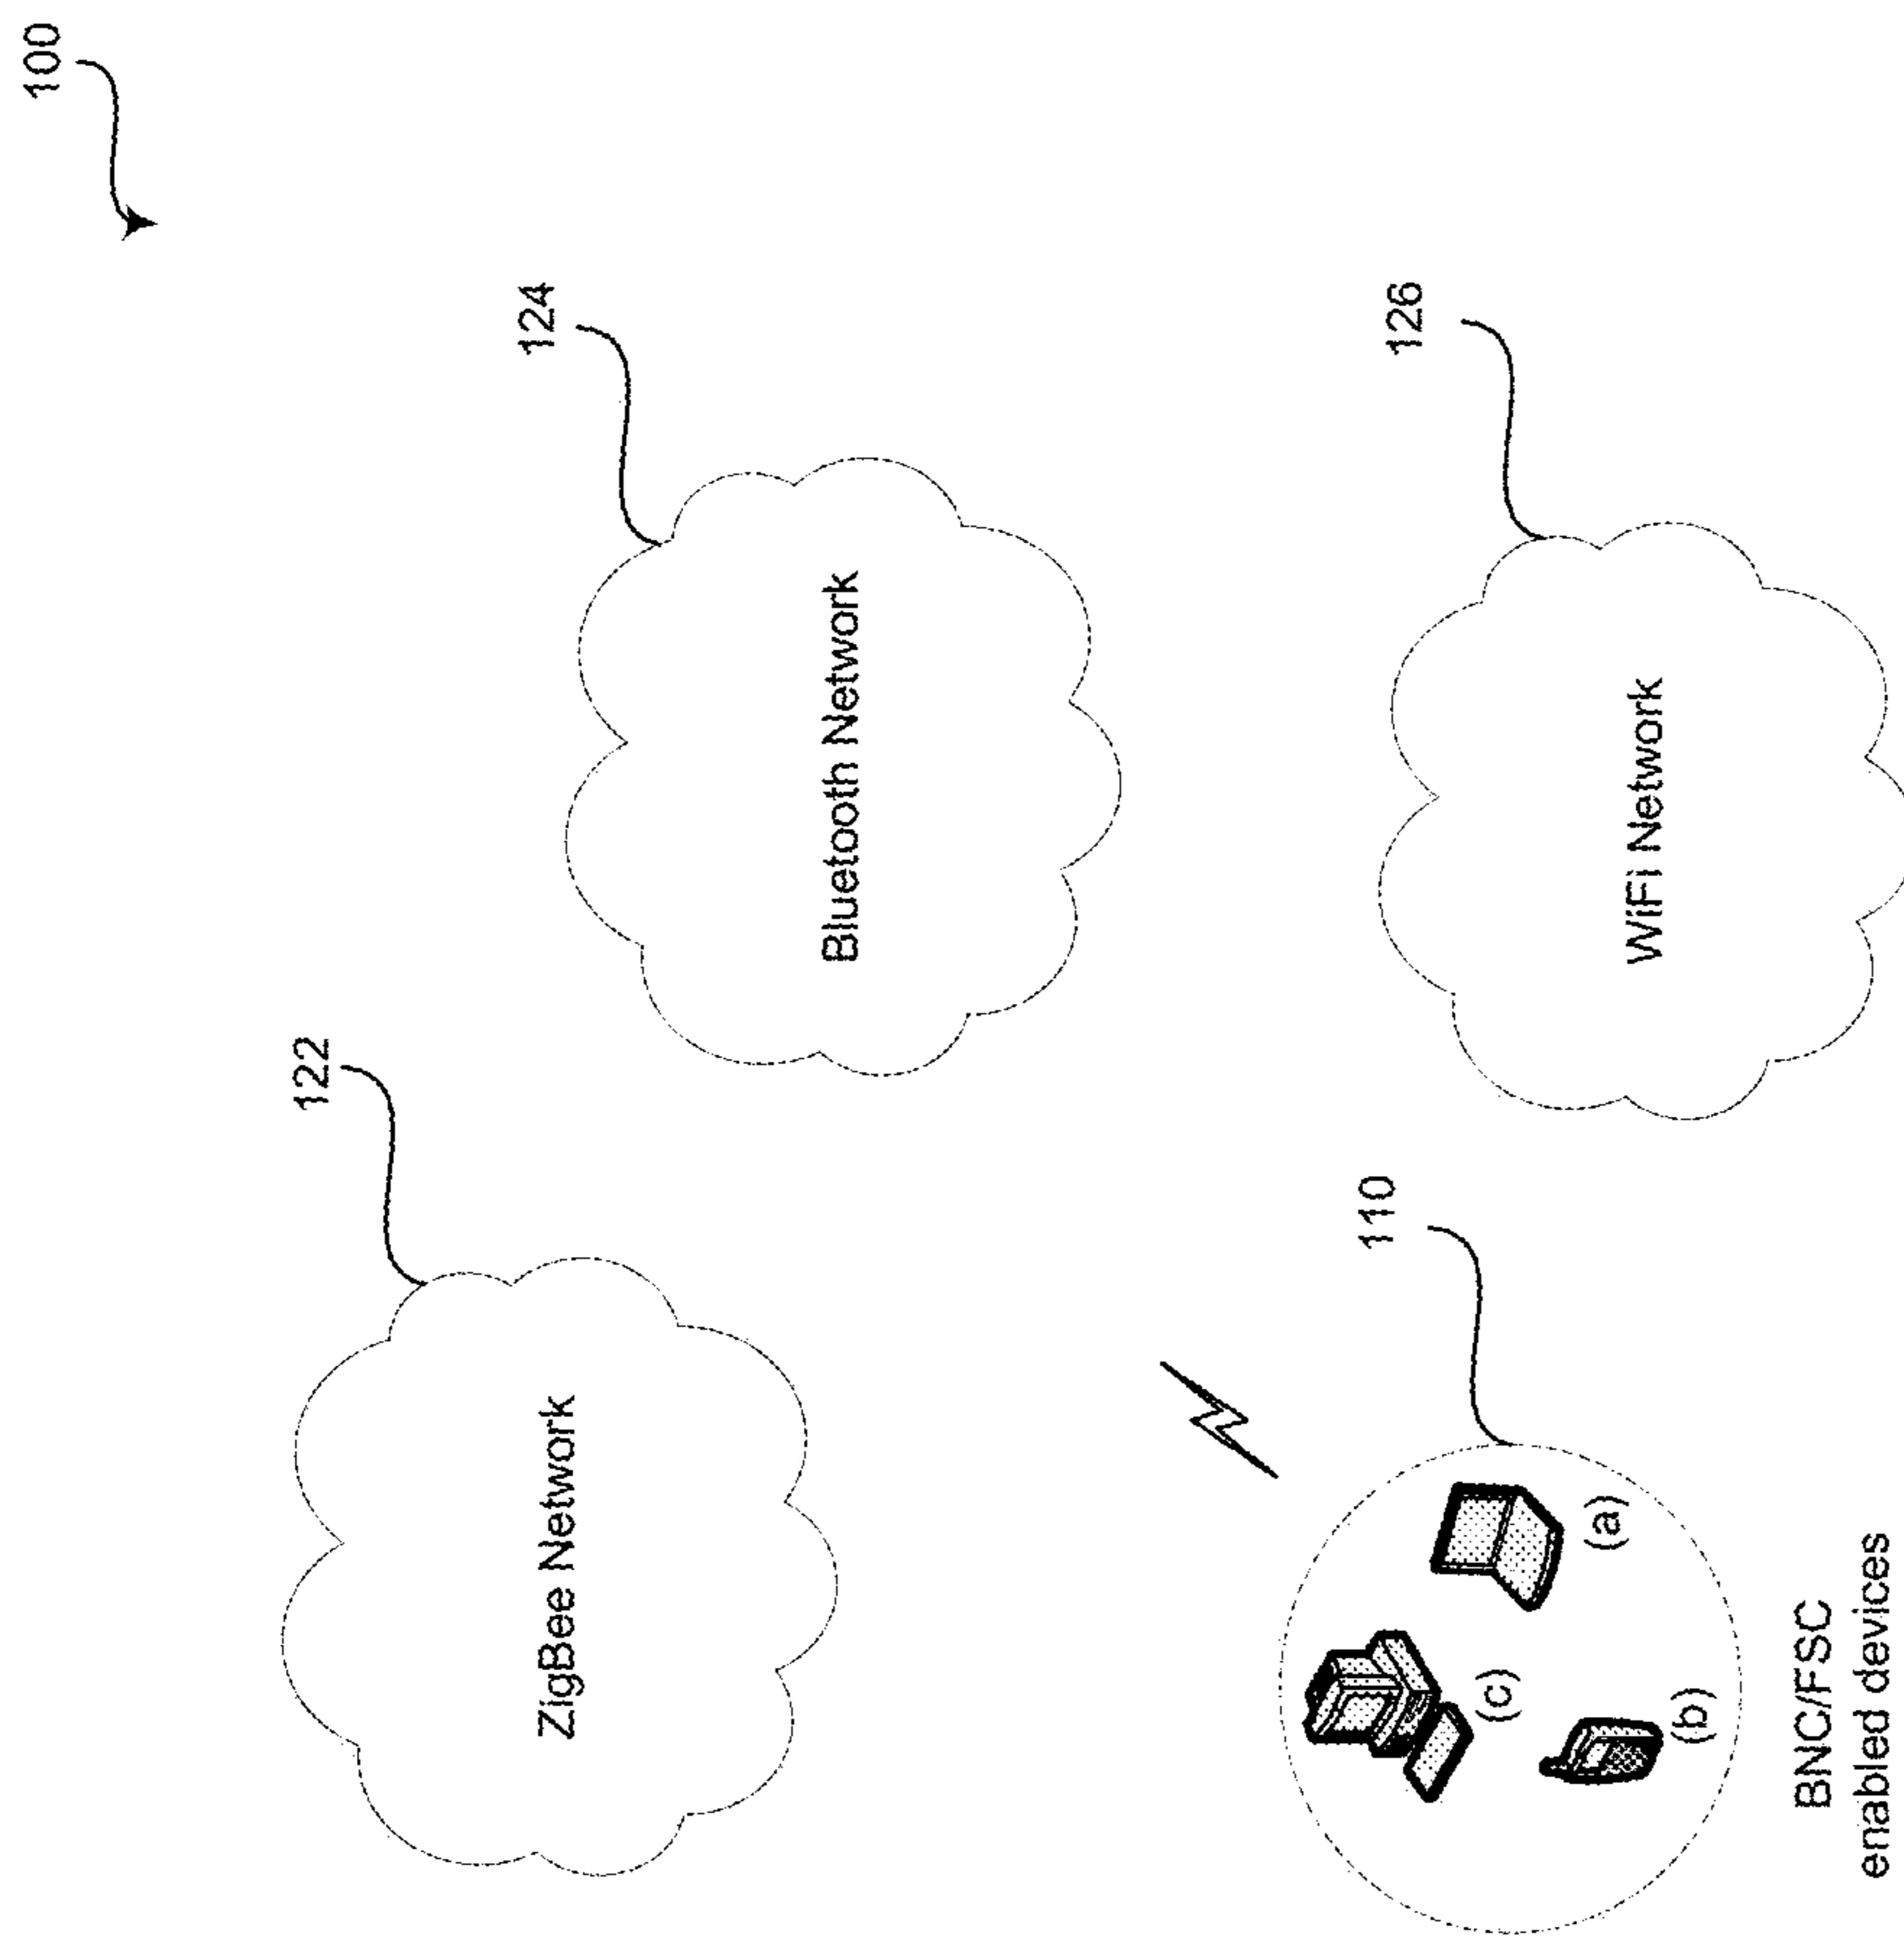 100
122
ZigBee Network
124
Bluetooth Network
110
(c)
(a)
(b)
BNC/FSC
enabled devices
126
WiFi Network